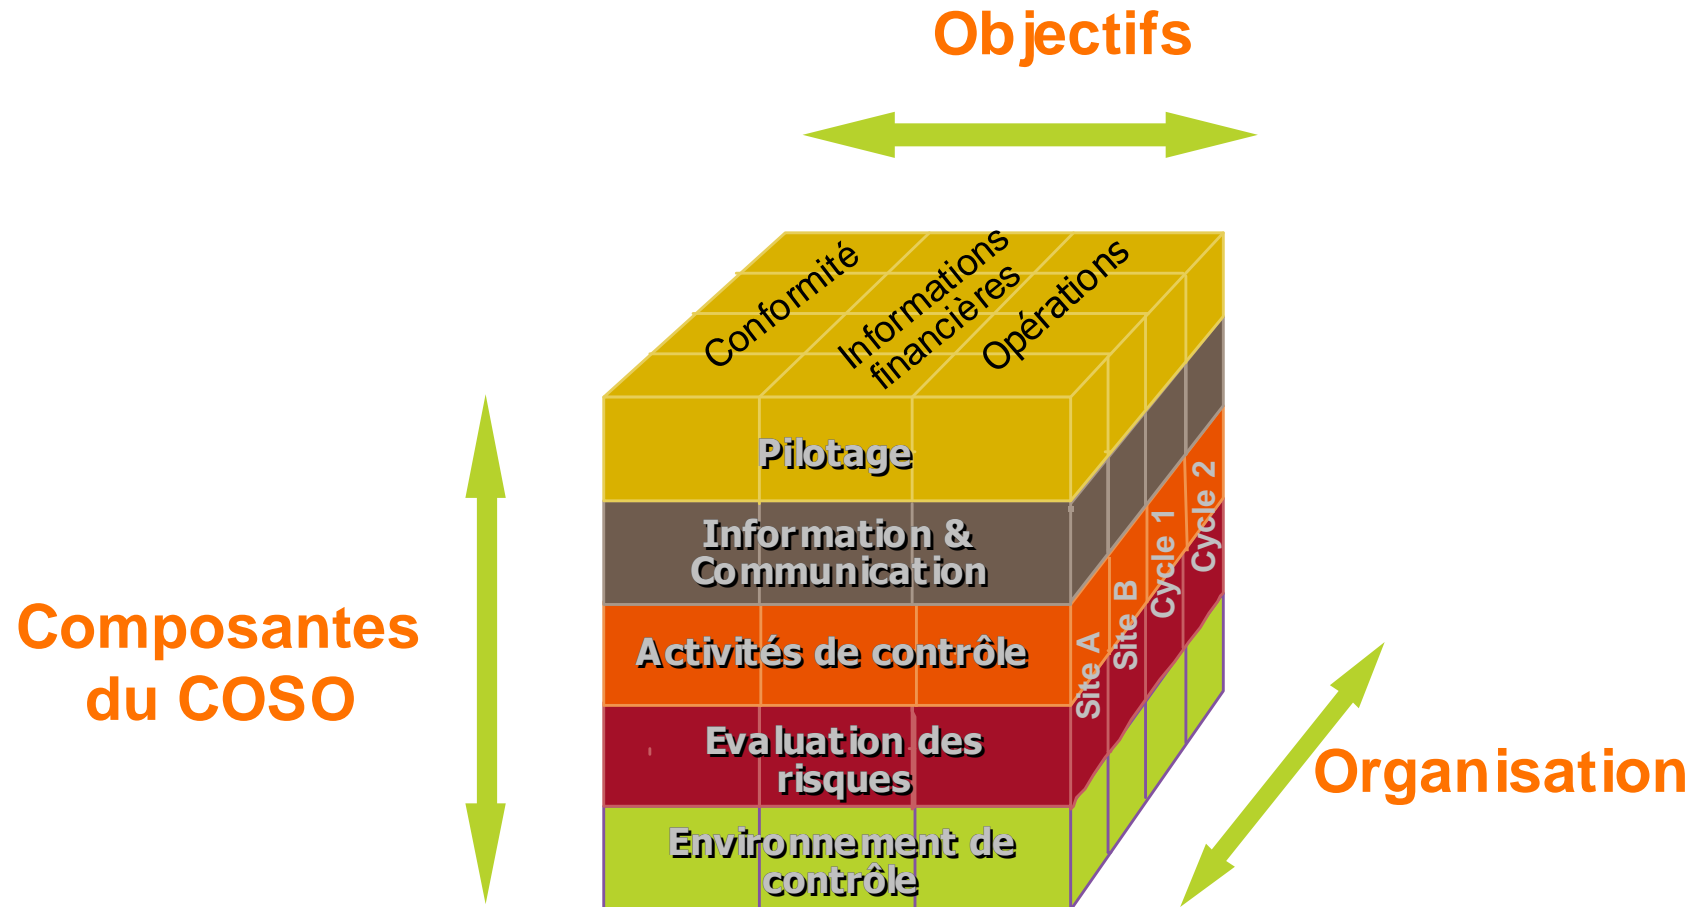 Objectifs
Conformité
Informations
financières
Opérations
Pilotage
Information &
Communication
Activités de contrôle
Evaluation des
risques
Environnement de
contrôle
Site A
Site B
Cycle 1
Cycle 2
Composantes
du COSO
Organisation